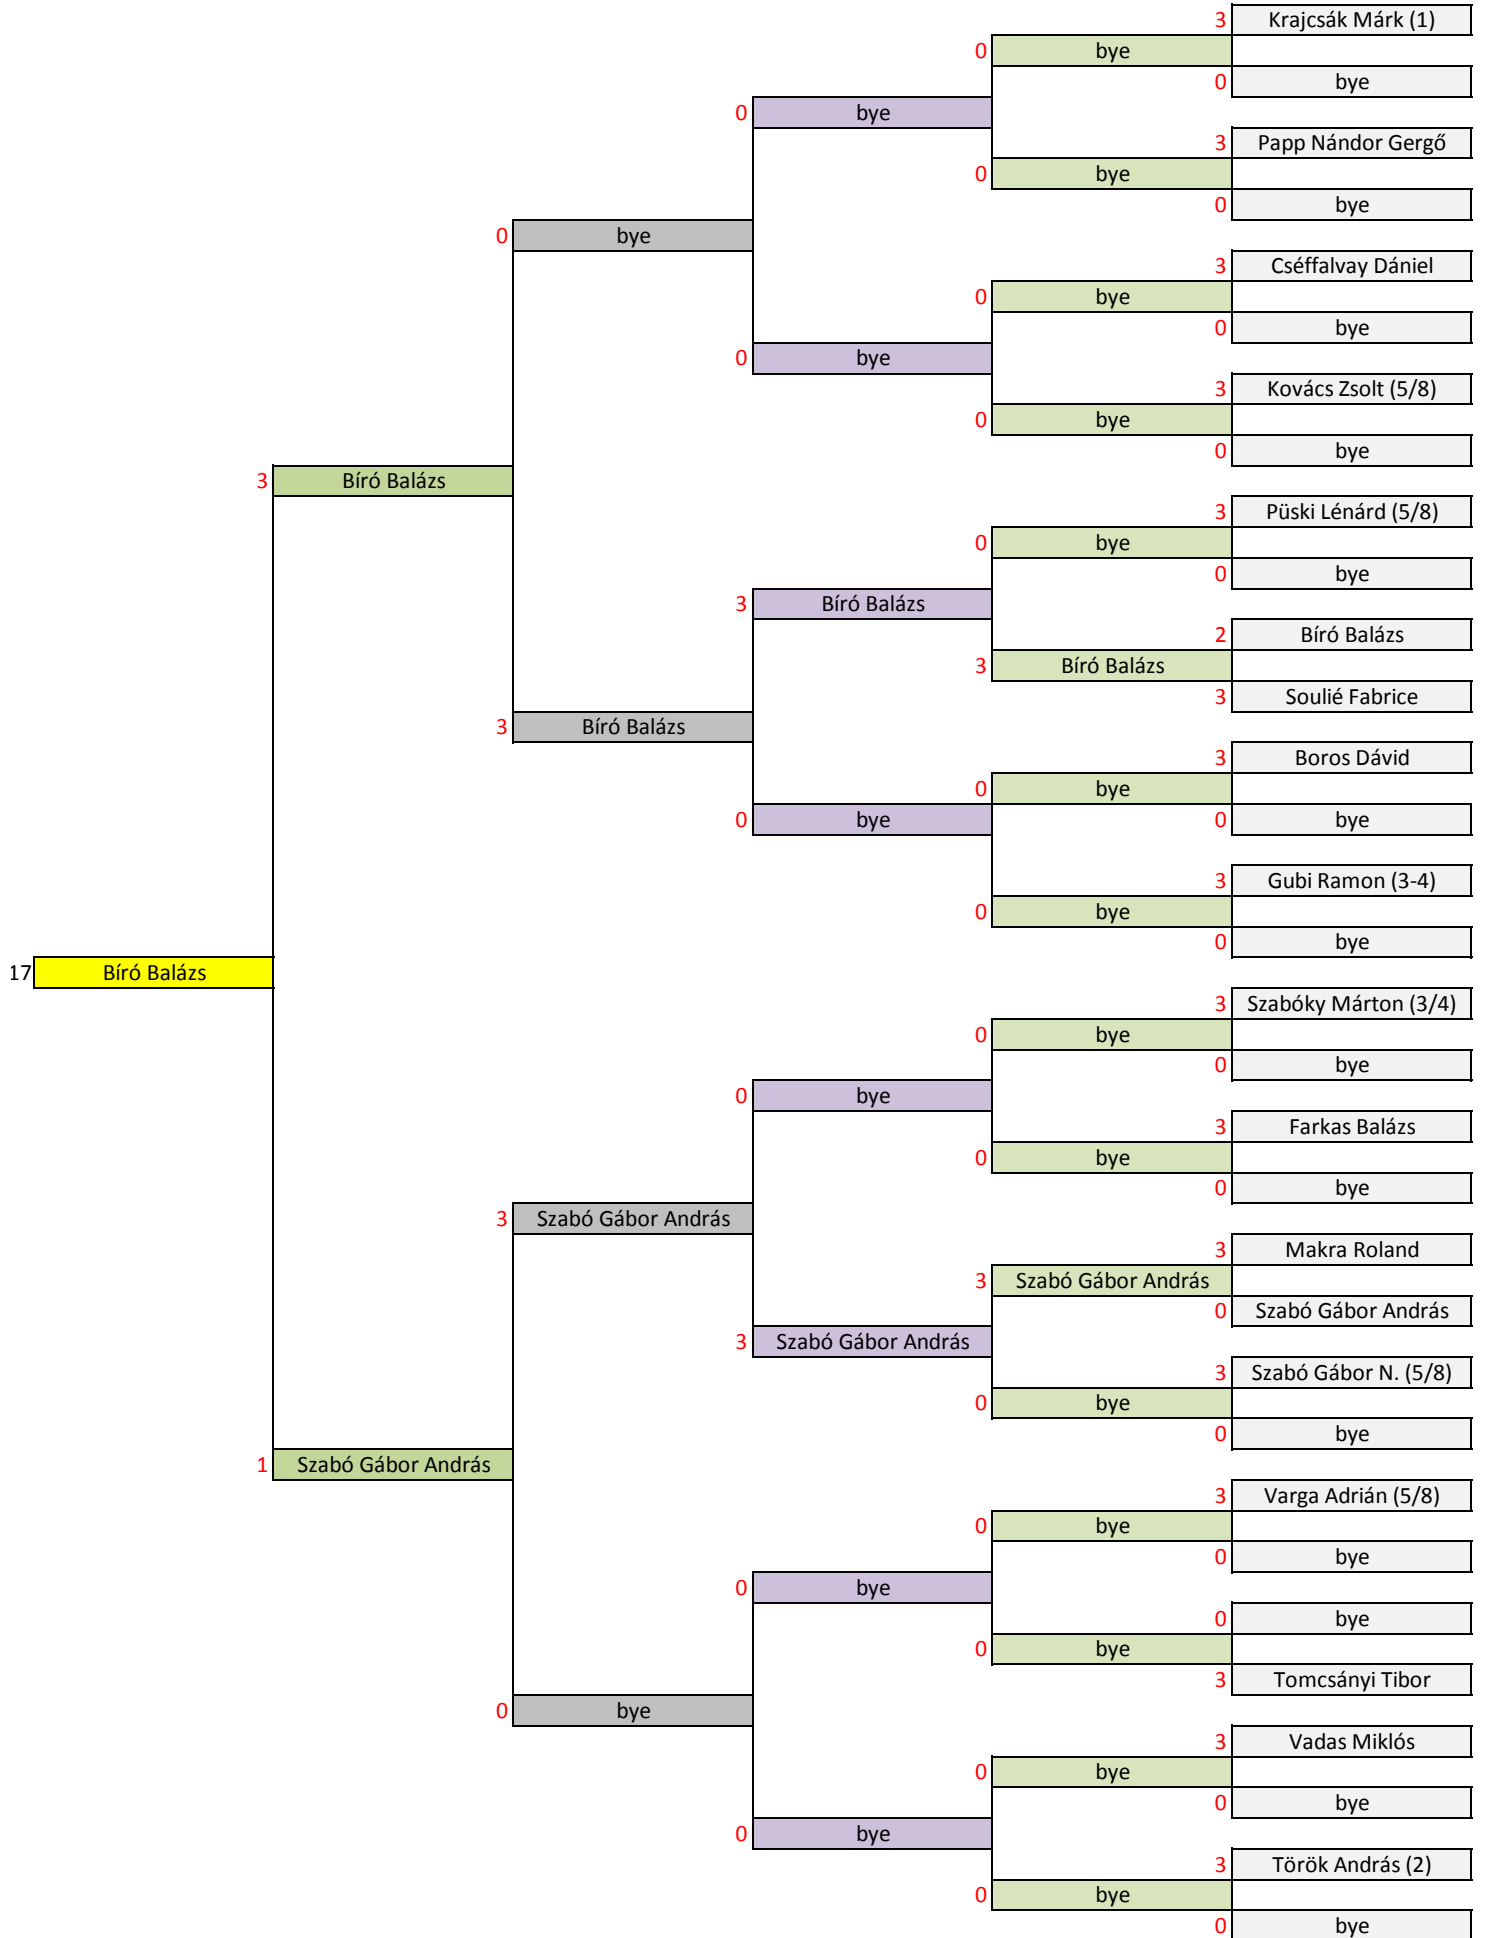 3 Krajcsák Márk (1)
0 bye
0 bye
0 bye
3 Papp Nándor Gergő
0 bye
0 bye
0 bye
3 Cséffalvay Dániel
0 bye
0 bye
0 bye
3 Kovács Zsolt (5/8)
0 bye
0 bye
3 Bíró Balázs
3 Püski Lénárd (5/8)
0 bye
0 bye
3 Bíró Balázs
2 Bíró Balázs
3 Bíró Balázs
3 Soulié Fabrice
3 Bíró Balázs
3 Boros Dávid
0 bye
0 bye
0 bye
3 Gubi Ramon (3-4)
0 bye
0 bye
17 Bíró Balázs
3 Szabóky Márton (3/4)
0 bye
0 bye
0 bye
3 Farkas Balázs
0 bye
0 bye
3 Szabó Gábor András
3 Makra Roland
3 Szabó Gábor András
0 Szabó Gábor András
3 Szabó Gábor András
3 Szabó Gábor N. (5/8)
0 bye
0 bye
1 Szabó Gábor András
3 Varga Adrián (5/8)
0 bye
0 bye
0 bye
0 bye
0 bye
3 Tomcsányi Tibor
0 bye
3 Vadas Miklós
0 bye
0 bye
0 bye
3 Török András (2)
0 bye
0 bye